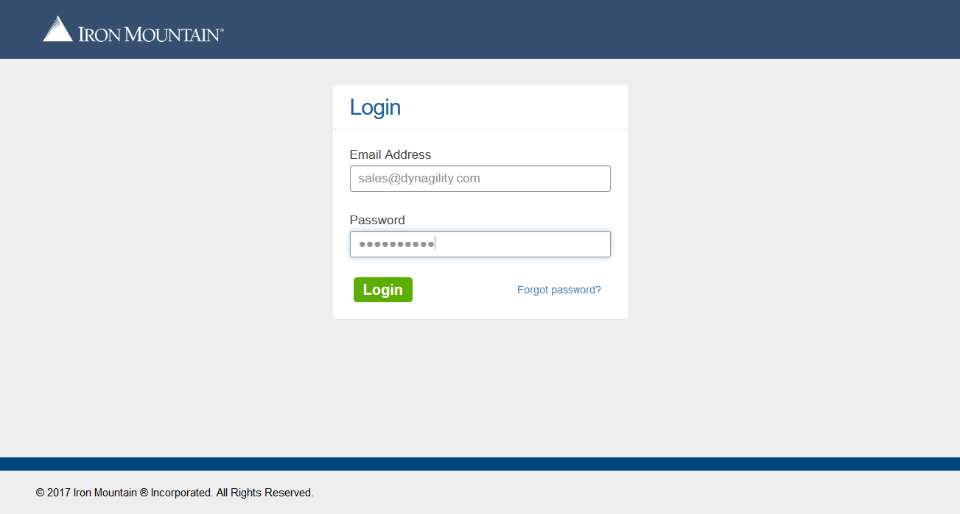 IRON MOUNTAIN®
Login
Email Address
sales@dynagility.com
Password
••••••••••
Login
Forgot password?
© 2017 Iron Mountain ® Incorporated. All Rights Reserved.